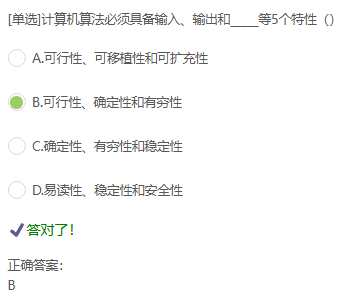 [单选]计算机算法必须具备输入、输出和_____等5个特性（）
A.可行性、可移植性和可扩充性
B.可行性、确定性和有穷性
C.确定性、有穷性和稳定性
D.易读性、稳定性和安全性
答对了！
正确答案：
B